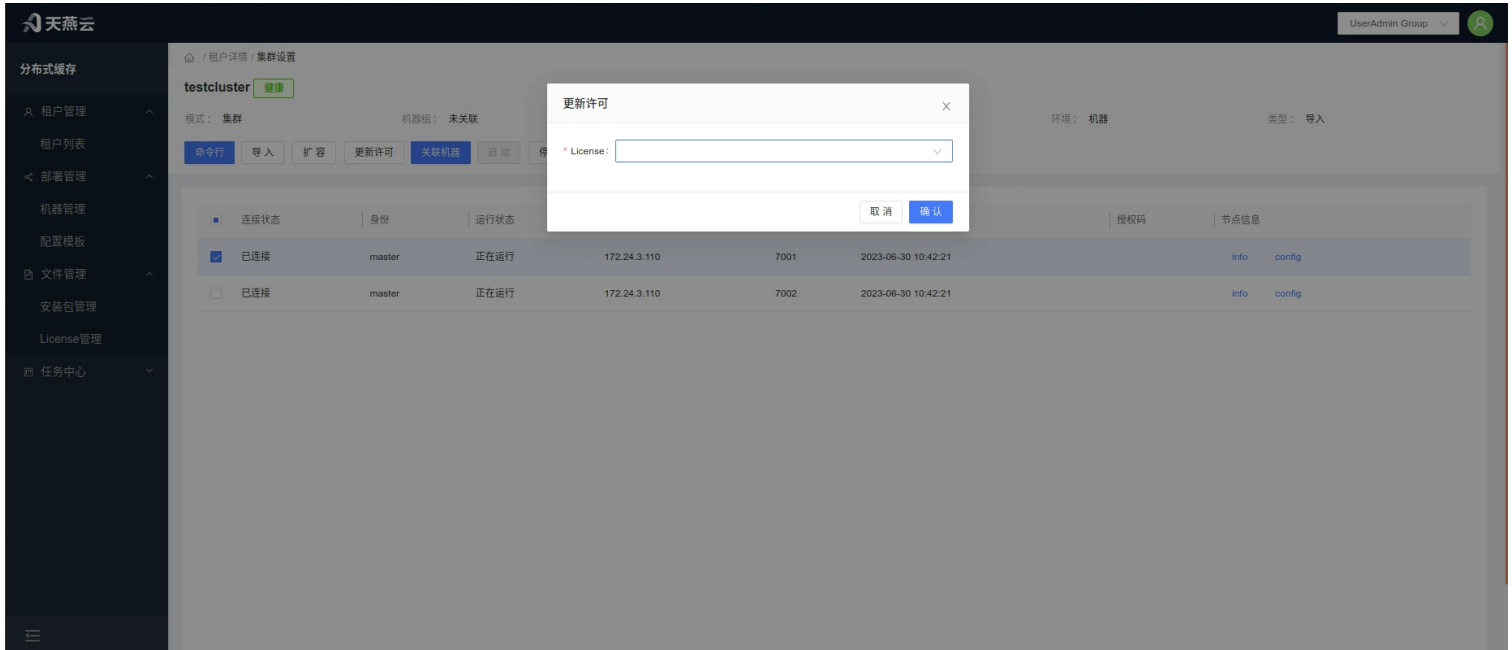 天燕云
UserAdmin Group
分布式缓存
租户管理
租户列表
部署管理
机器管理
配置模板
文件管理
安装包管理
License管理
任务中心
/ 租户详情 / 集群设置
testcluster 健康
模式： 集群 机器组： 未关联 环境： 机器 类型： 导入
命令行 导入 扩容 更新许可 关联机器 启动 停
更新许可
* License:
取消 确认
连接状态 身份 运行状态 授权码 节点信息
已连接 master 正在运行 172.24.3.110 7001 2023-06-30 10:42:21 info config
已连接 master 正在运行 172.24.3.110 7002 2023-06-30 10:42:21 info config